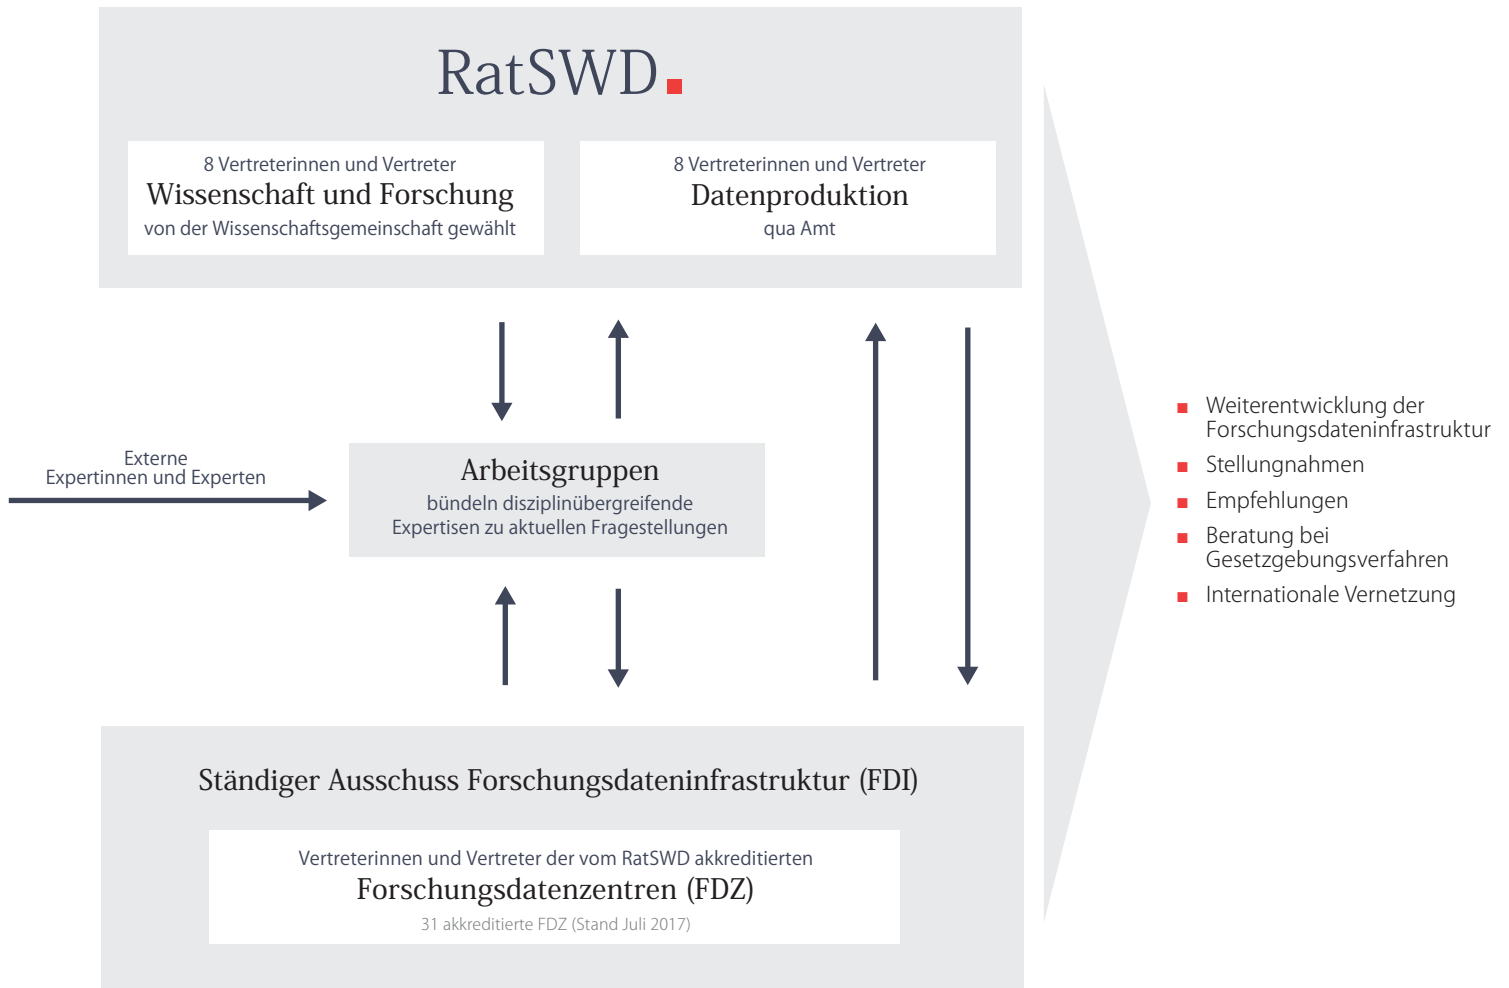 RatSWD
8 Vertreterinnen und Vertreter
Wissenschaft und Forschung
von der Wissenschaftsgemeinschaft gewählt
8 Vertreterinnen und Vertreter
Datenproduktion
qua Amt
Externe
Expertinnen und Experten
Arbeitsgruppen
bündeln disziplinübergreifende
Expertisen zu aktuellen Fragestellungen
Ständiger Ausschuss Forschungsdateninfrastruktur (FDI)
Vertreterinnen und Vertreter der vom RatSWD akkreditierten
Forschungsdatenzentren (FDZ)
31 akkreditierte FDZ (Stand Juli 2017)
Weiterentwicklung der
Forschungsdateninfrastruktur
Stellungnahmen
Empfehlungen
Beratung bei
Gesetzgebungsverfahren
Internationale Vernetzung